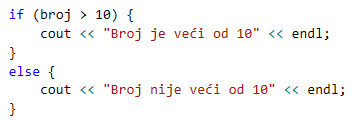 if (broj > 10) {
    cout << "Broj je veći od 10" << endl;
}
else {
    cout << "Broj nije veći od 10" << endl;
}